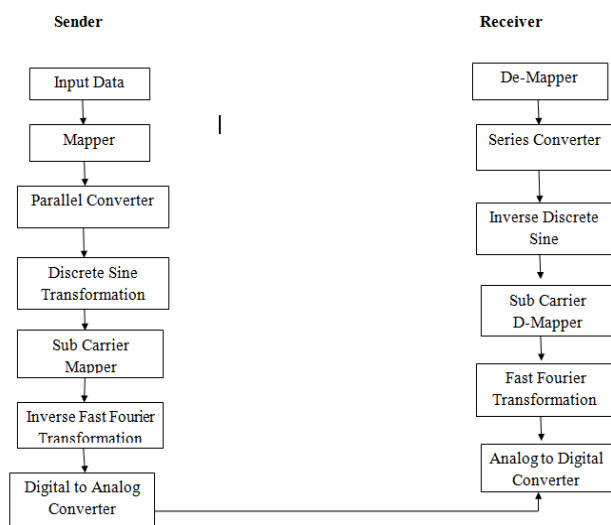 Sender
Input Data
Mapper
Parallel Converter
Discrete Sine
Transformation
Sub Carrier
Mapper
Inverse Fast Fourier
Transformation
Digital to Analog
Converter
Receiver
De-Mapper
Series Converter
Inverse Discrete
Sine
Sub Carrier
D-Mapper
Fast Fourier
Transformation
Analog to Digital
Converter